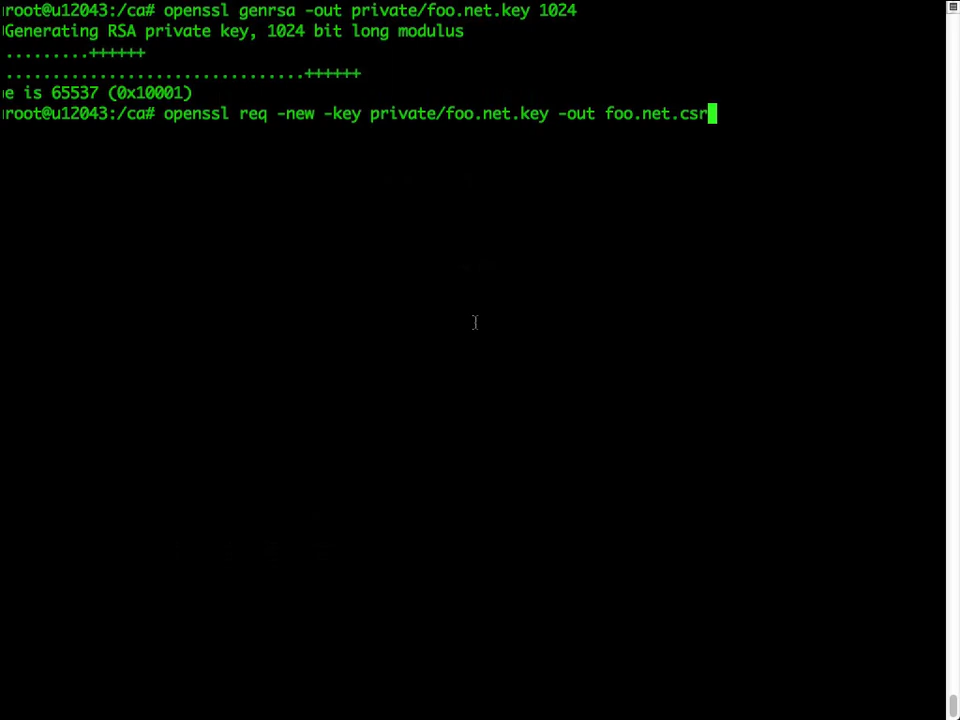 root@u12043:/ca# openssl genrsa -out private/foo.net.key 1024
Generating RSA private key, 1024 bit long modulus
.........++++++
................................++++++
e is 65537 (0x10001)
root@u12043:/ca# openssl req -new -key private/foo.net.key -out foo.net.csr